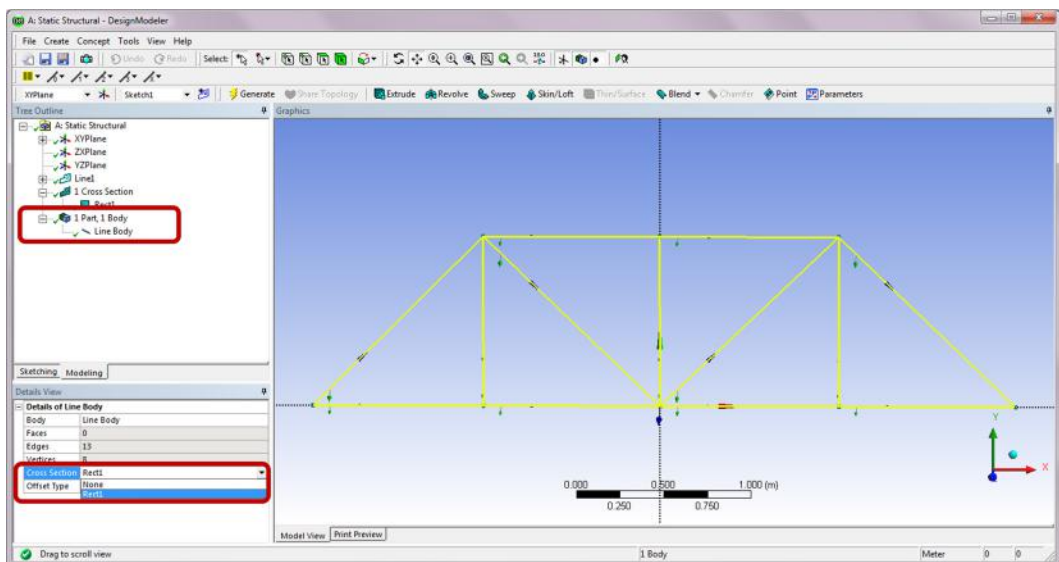 A: Static Structural - DesignModeler
File Create Concept Tools View Help
Undo Redo Select:
XYPlane Sketch1 Generate Share Topology Extrude Revolve Sweep Skin/Loft Thin/Surface Blend Chamfer Point Parameters
Tree Outline
A: Static Structural
XYPlane
ZXPlane
YZPlane
Line1
1 Cross Section
Rect1
1 Part, 1 Body
Line Body
Sketching Modeling
Details View
Details of Line Body
Body Line Body
Faces 0
Edges 13
Vertices 8
Cross Section Rect1
Offset Type None
Rect1
Graphics
Y
X
0.000 0.500 1.000 (m)
0.250 0.750
Model View Print Preview
Drag to scroll view 1 Body Meter 0 0